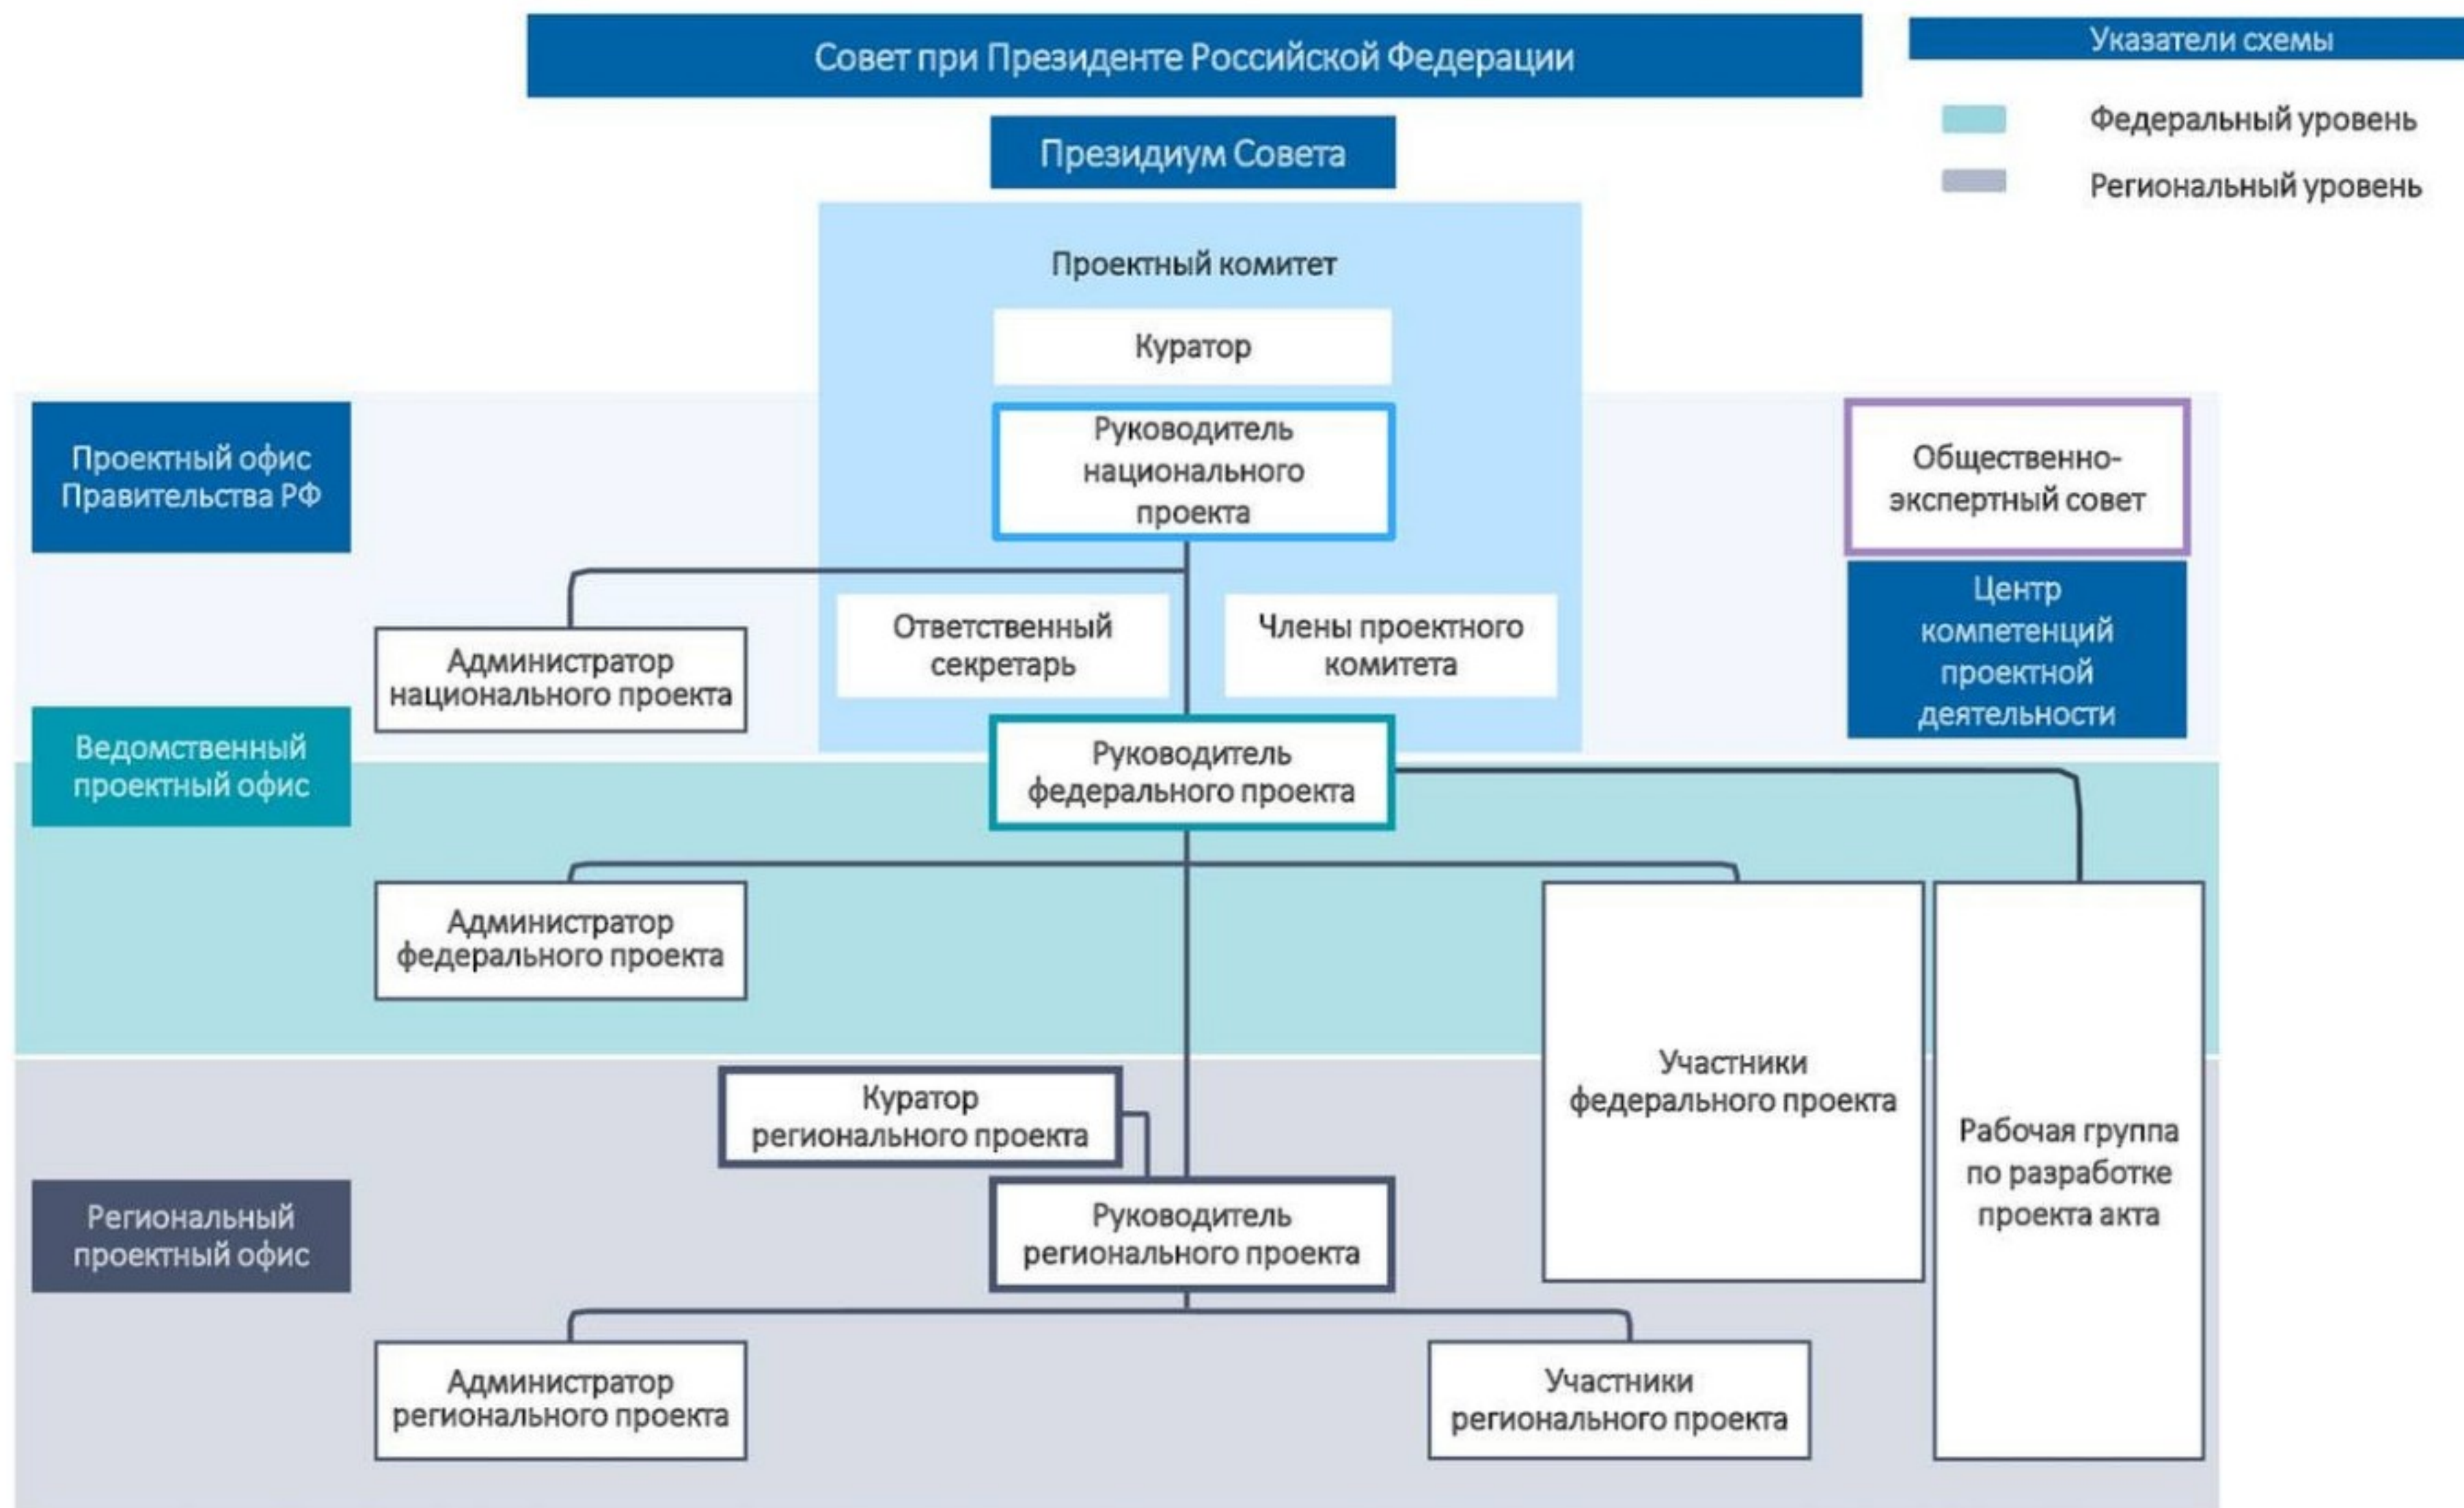 Совет при Президенте Российской Федерации
Указатели схемы
Федеральный уровень
Региональный уровень
Президиум Совета
Проектный комитет
Куратор
Руководитель
национального
проекта
Проектный офис
Правительства РФ
Общественно-
экспертный совет
Центр
компетенций
проектной
деятельности
Администратор
национального проекта
Ответственный
секретарь
Члены проектного
комитета
Ведомственный
проектный офис
Руководитель
федерального проекта
Администратор
федерального проекта
Участники
федерального проекта
Рабочая группа
по разработке
проекта акта
Куратор
регионального проекта
Региональный
проектный офис
Руководитель
регионального проекта
Администратор
регионального проекта
Участники
регионального проекта